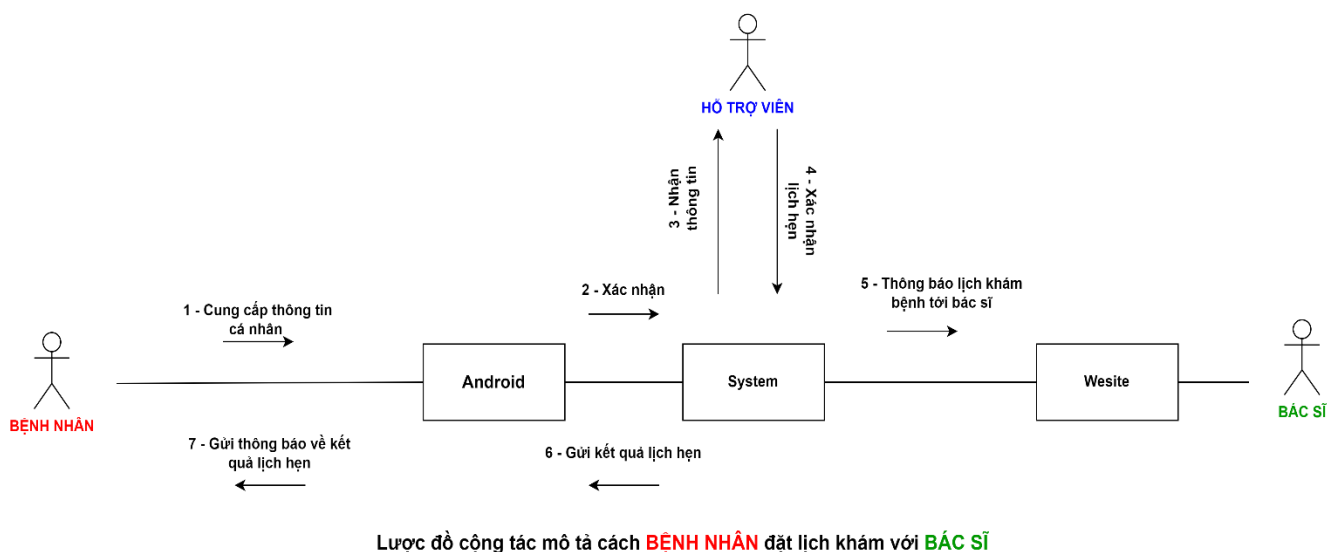 HỖ TRỢ VIÊN
3 - Nhận
thông tin
4 - Xác nhận
lịch hẹn
1 - Cung cấp thông tin
cá nhân
2 - Xác nhận
5 - Thông báo lịch khám
bệnh tới bác sĩ
BỆNH NHÂN
Android
System
Wesite
BÁC SĨ
7 - Gửi thông báo về kết
quả lịch hẹn
6 - Gửi kết quả lịch hẹn
Lược đồ cộng tác mô tả cách BỆNH NHÂN đặt lịch khám với BÁC SĨ